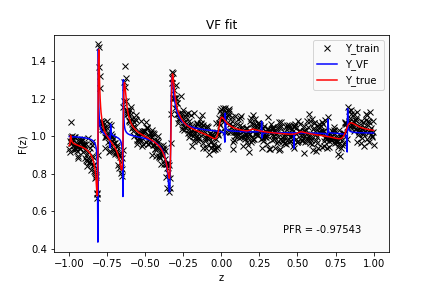 VF fit
Y_train
Y_VF
Y_true
F(z)
1.4
1.2
1.0
0.8
0.6
0.4
PFR = -0.97543
−1.00 −0.75 −0.50 −0.25 0.00 0.25 0.50 0.75 1.00
z